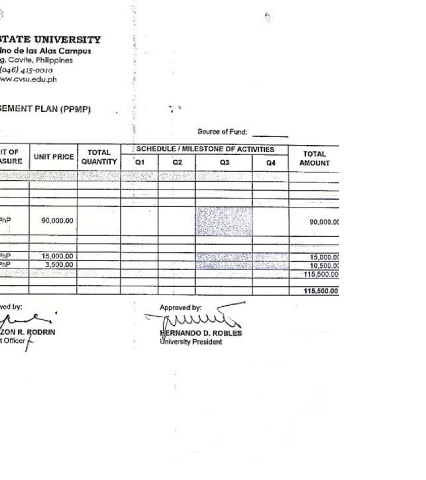 STATE UNIVERSITY
ino de las Alas Campus
g, Cavite, Philippines
(046) 415-0010
ww.cvsu.edu.ph
SEMENT PLAN (PPMP)
Source of Fund:
IT OF ASURE UNIT PRICE TOTAL QUANTITY SCHEDULE / MILESTONE OF ACTIVITIES TOTAL AMOUNT
Q1 Q2 Q3 Q4
PhP 90,000.00 90,000.00
PhP 15,000.00 15,000.00
PhP 3,500.00 10,500.00
115,500.00
115,500.00
ved by: Approved by:
ZON R. RODRIN HERNANDO D. ROBLES
t Officer University President